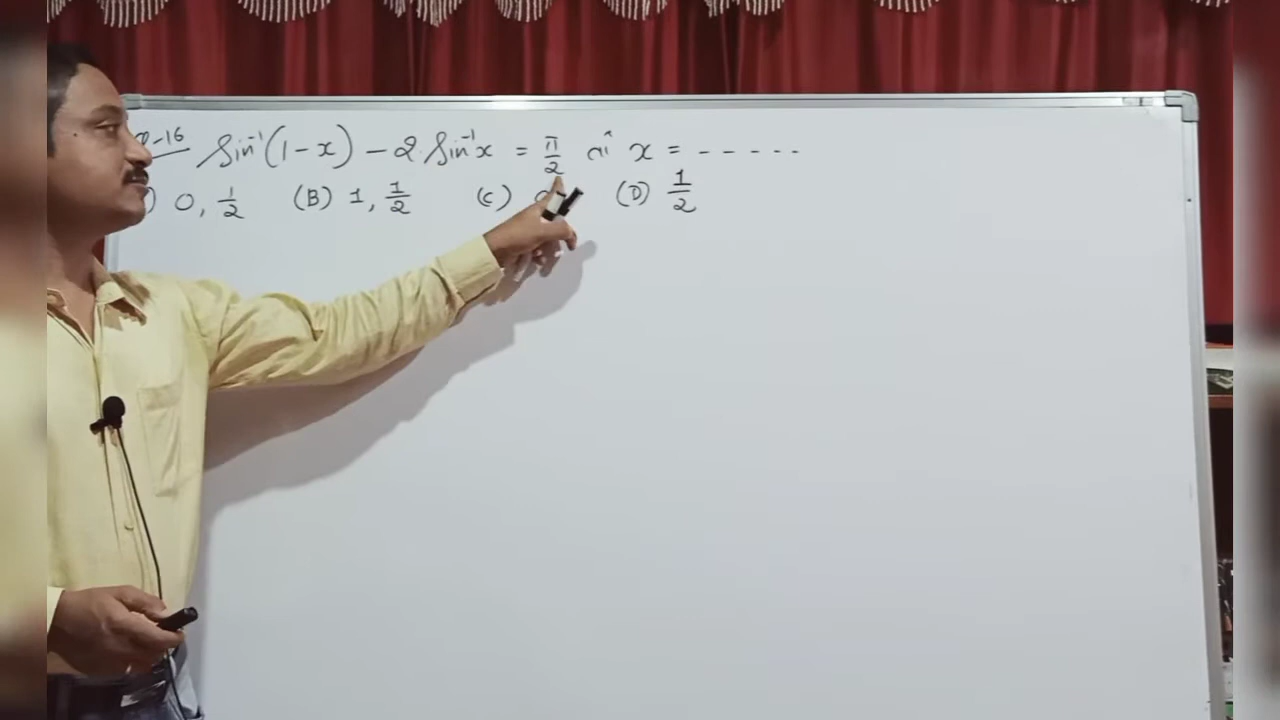 -16 Sin⁻¹(1-x) - 2 Sin⁻¹x = π/2 તો x = -----
) 0, 1/2 (B) 1, 1/2 (C) 0 (D) 1/2